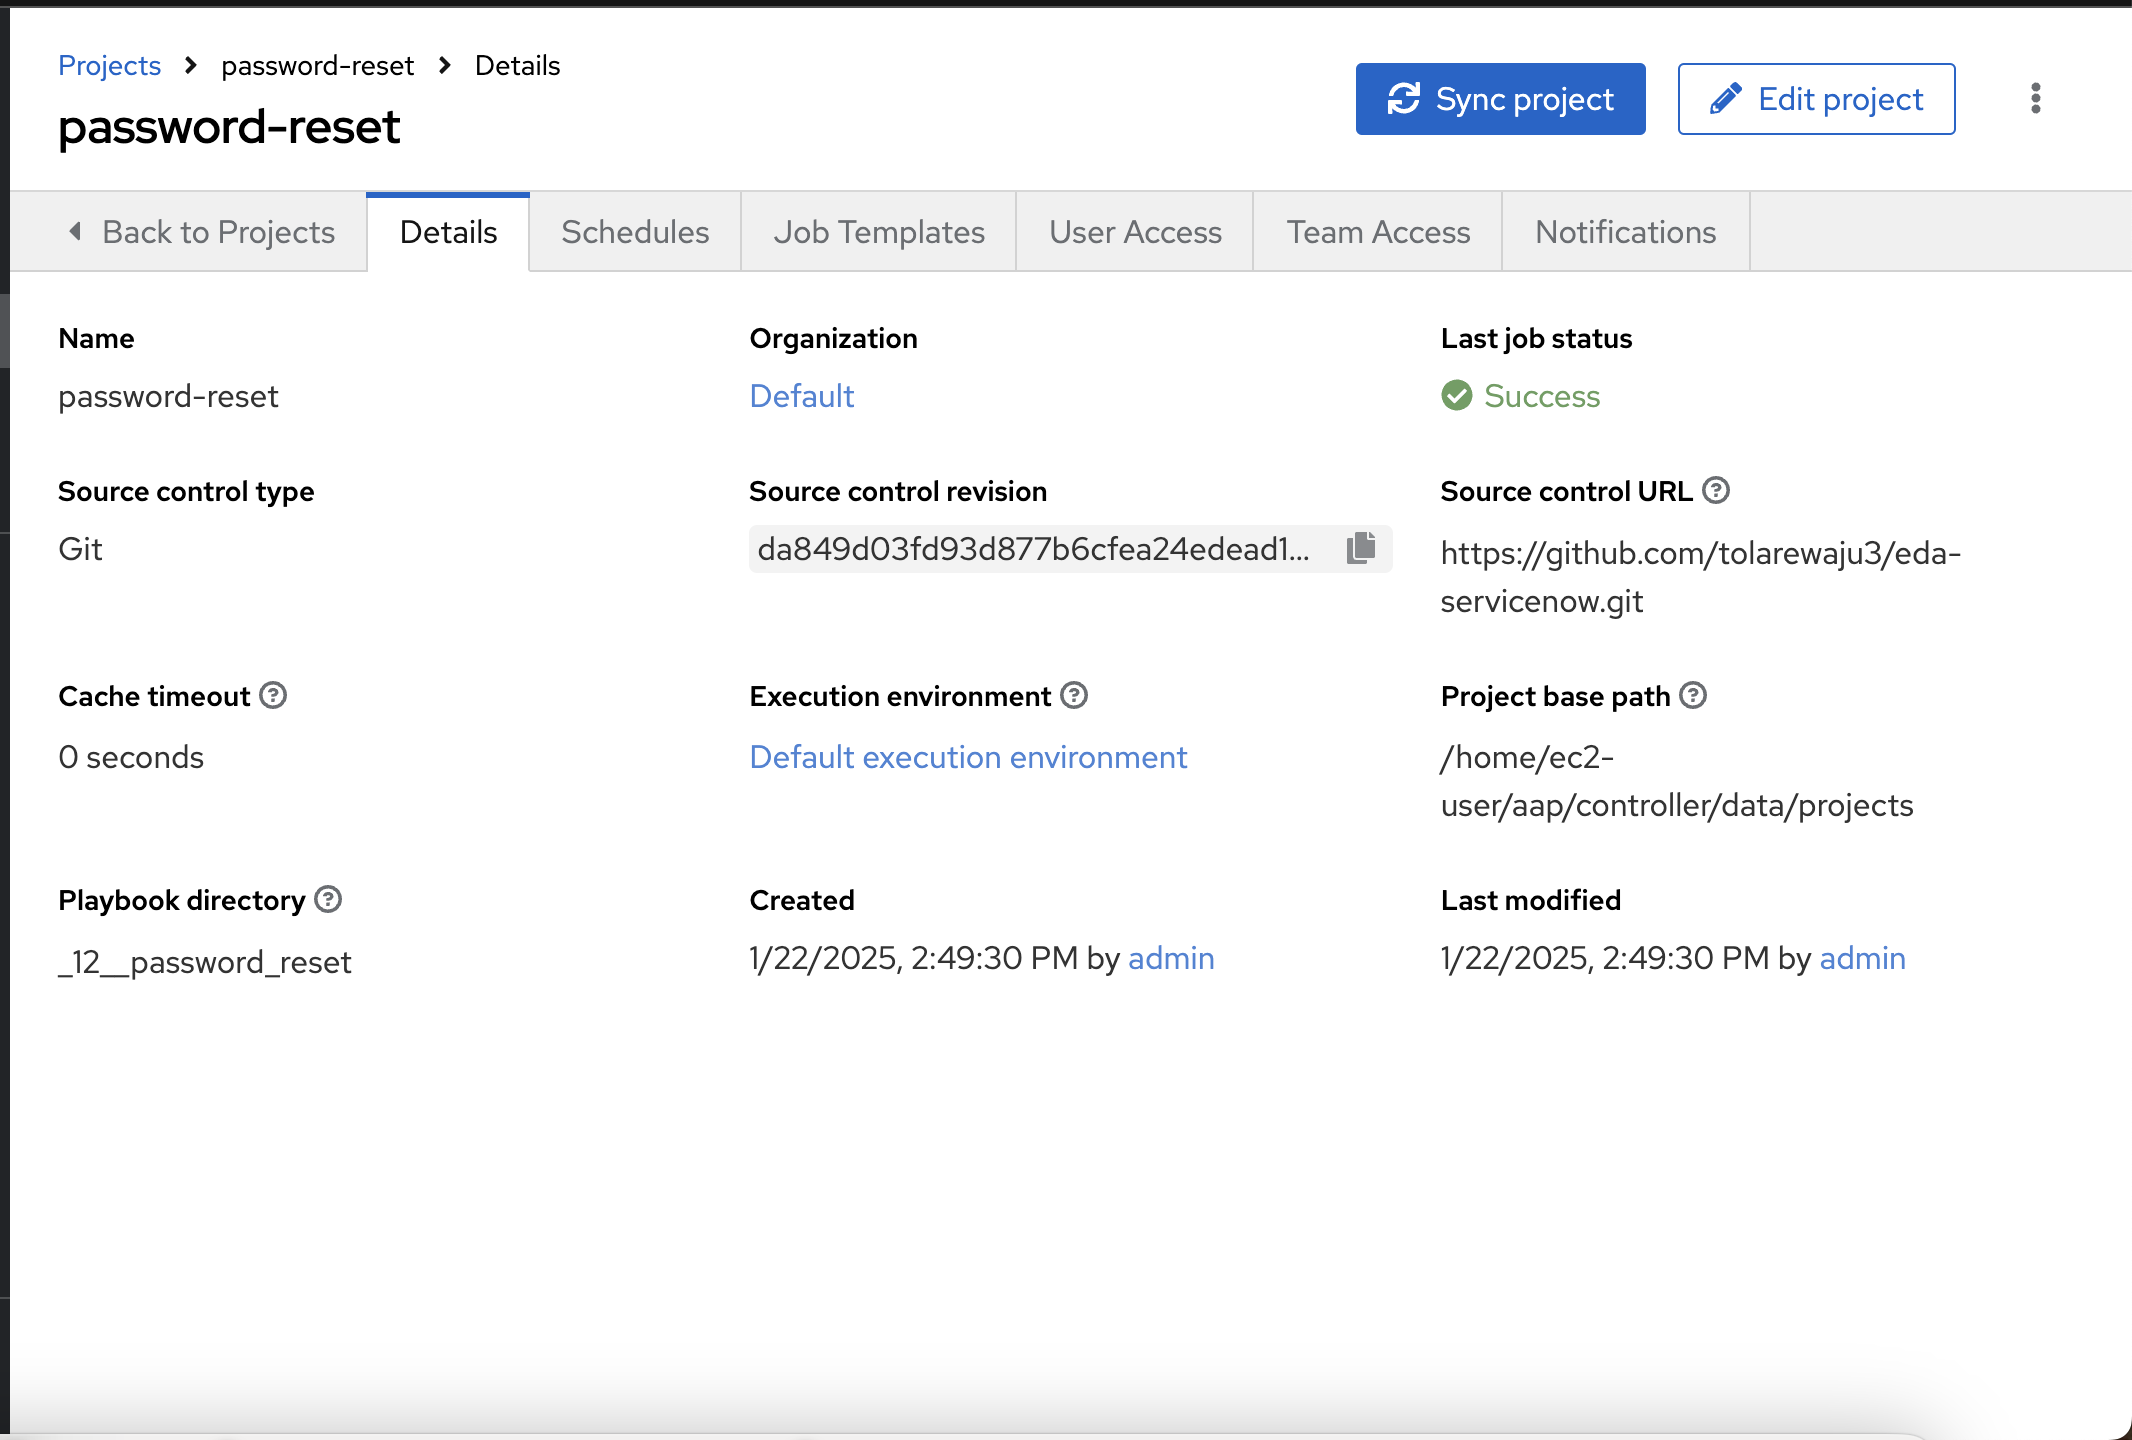 Projects > password-reset > Details
password-reset
Sync project
Edit project
Back to Projects
Details
Schedules
Job Templates
User Access
Team Access
Notifications
Name
password-reset
Organization
Default
Last job status
Success
Source control type
Git
Source control revision
da849d03fd93d877b6cfea24edead1...
Source control URL
https://github.com/tolarewaju3/eda-
servicenow.git
Cache timeout
0 seconds
Execution environment
Default execution environment
Project base path
/home/ec2-
user/aap/controller/data/projects
Playbook directory
_12__password_reset
Created
1/22/2025, 2:49:30 PM by admin
Last modified
1/22/2025, 2:49:30 PM by admin